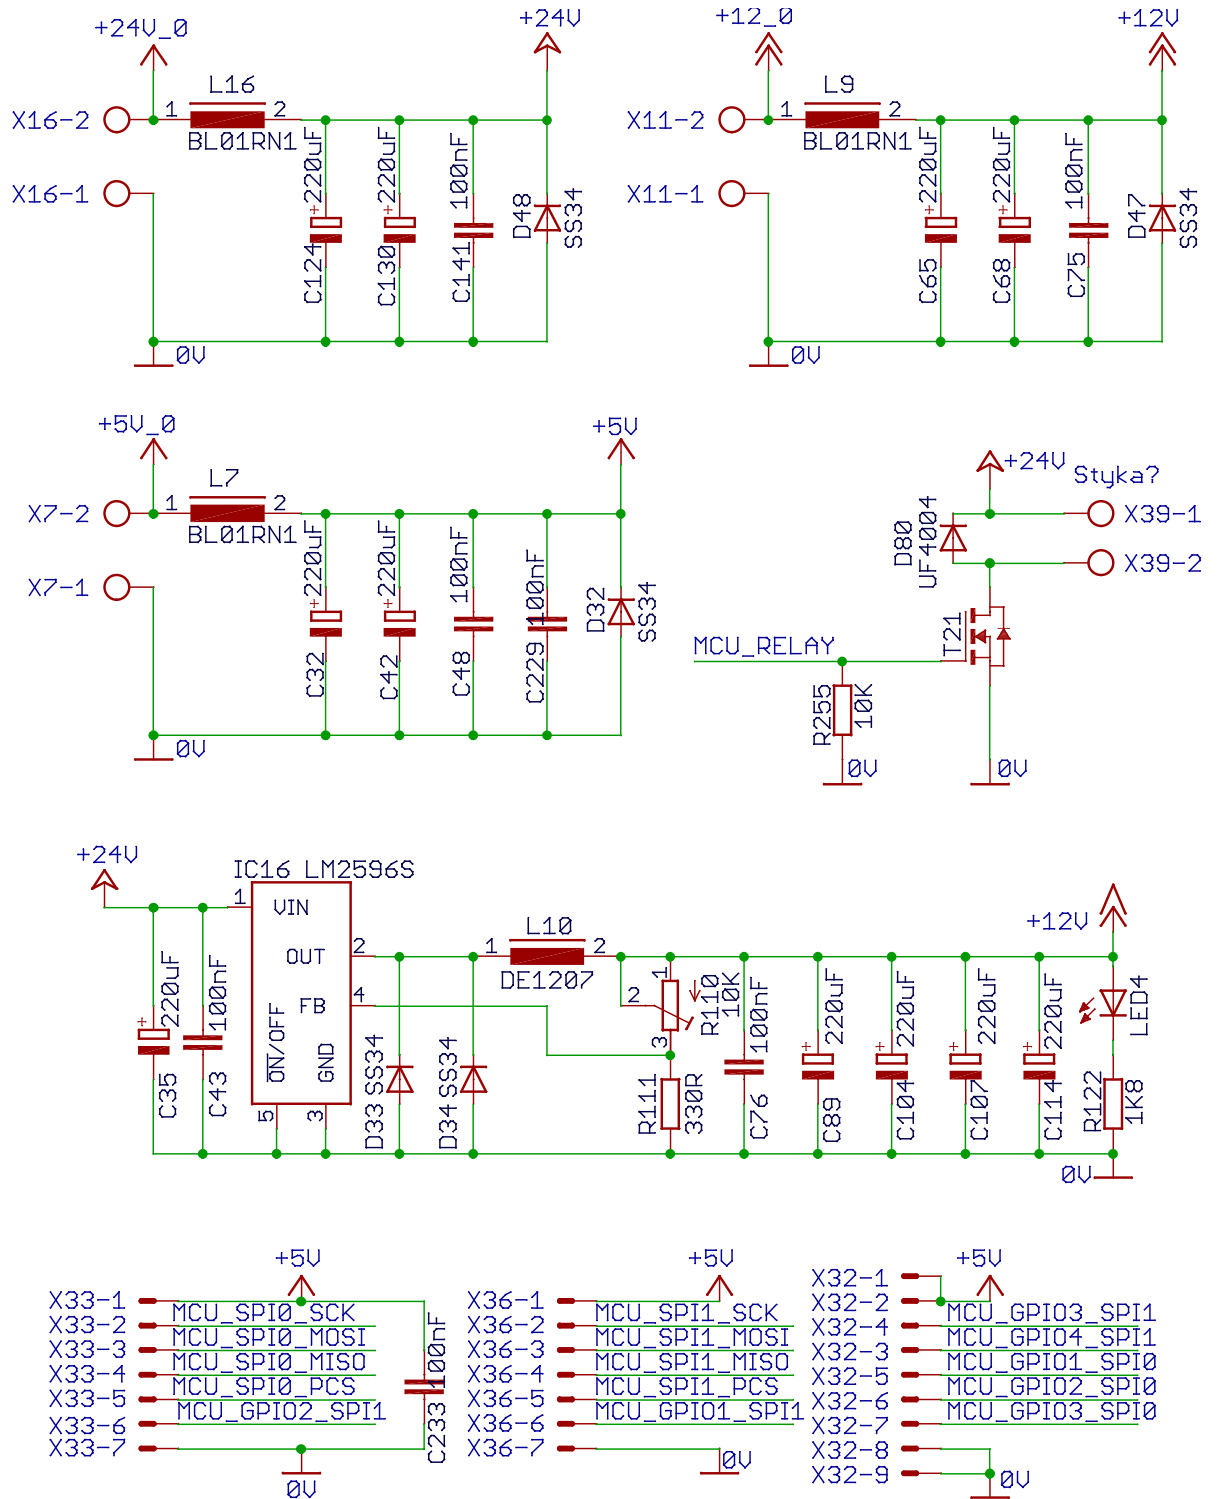 +24V_0
+24V
L16
X16-2
1
2
BL01RN1
220uF
220uF
100nF
X16-1
+
+
D48
SS34
C124
C130
C141
0V
+12_0
+12V
L9
X11-2
1
2
BL01RN1
220uF
220uF
100nF
X11-1
+
+
D47
SS34
C65
C68
C75
0V
+5V_0
+5V
L7
X7-2
1
2
BL01RN1
220uF
220uF
100nF
100nF
X7-1
+
+
D32
SS34
C32
C42
C48
C229
0V
+24V
Styka?
X39-1
D80
UF4004
X39-2
T21
MCU_RELAY
R255
10K
0V
0V
+24V
IC16 LM2596S
1
VIN
OUT
2
FB
4
ON/OFF
GND
5
3
+
220uF
100nF
C35
C43
D33
SS34
D34
SS34
L10
1
2
DE1207
1
2
3
R110
10K
R111
330R
100nF
C76
+
220uF
C89
+
220uF
C104
+
220uF
C107
+
220uF
C114
+12V
LED4
R122
1K8
0V
+5V
X33-1
MCU_SPI0_SCK
X33-2
MCU_SPI0_MOSI
X33-3
MCU_SPI0_MISO
X33-4
MCU_SPI0_PCS
X33-5
MCU_GPIO2_SPI1
X33-6
X33-7
100nF
C233
0V
+5V
X36-1
MCU_SPI1_SCK
X36-2
MCU_SPI1_MOSI
X36-3
MCU_SPI1_MISO
X36-4
MCU_SPI1_PCS
X36-5
MCU_GPIO1_SPI1
X36-6
X36-7
0V
+5V
X32-1
X32-2
MCU_GPIO3_SPI1
X32-4
MCU_GPIO4_SPI1
X32-3
MCU_GPIO1_SPI0
X32-5
MCU_GPIO2_SPI0
X32-6
MCU_GPIO3_SPI0
X32-7
X32-8
X32-9
0V